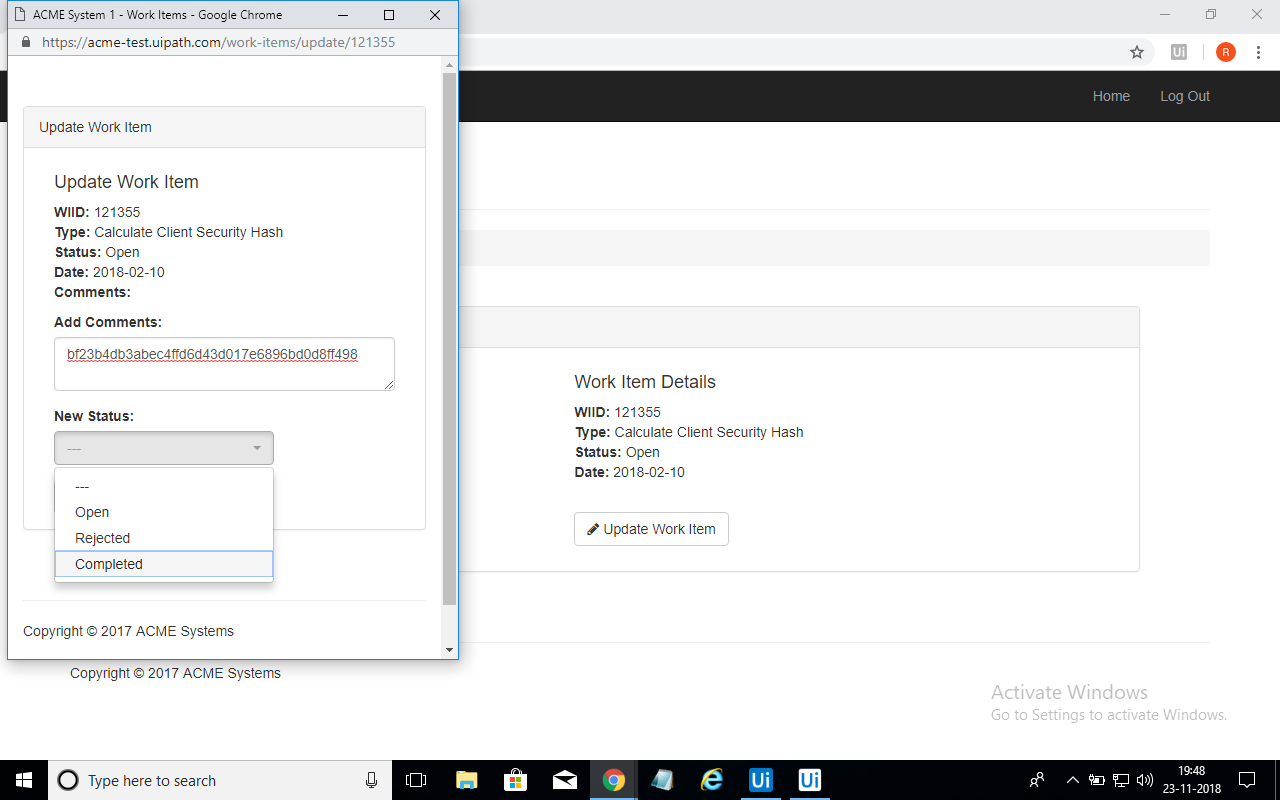 ACME System 1 - Work Items - Google Chrome
https://acme-test.uipath.com/work-items/update/121355
Ui
R
Home
Log Out
Update Work Item
Update Work Item
WIID: 121355
Type: Calculate Client Security Hash
Status: Open
Date: 2018-02-10
Comments:
Add Comments:
bf23b4db3abec4ffd6d43d017e6896bd0d8ff498
New Status:
---
---
Open
Rejected
Completed
Copyright © 2017 ACME Systems
Work Item Details
WIID: 121355
Type: Calculate Client Security Hash
Status: Open
Date: 2018-02-10
Update Work Item
Copyright © 2017 ACME Systems
Activate Windows
Go to Settings to activate Windows.
Type here to search
Ui
Ui
19:48
23-11-2018